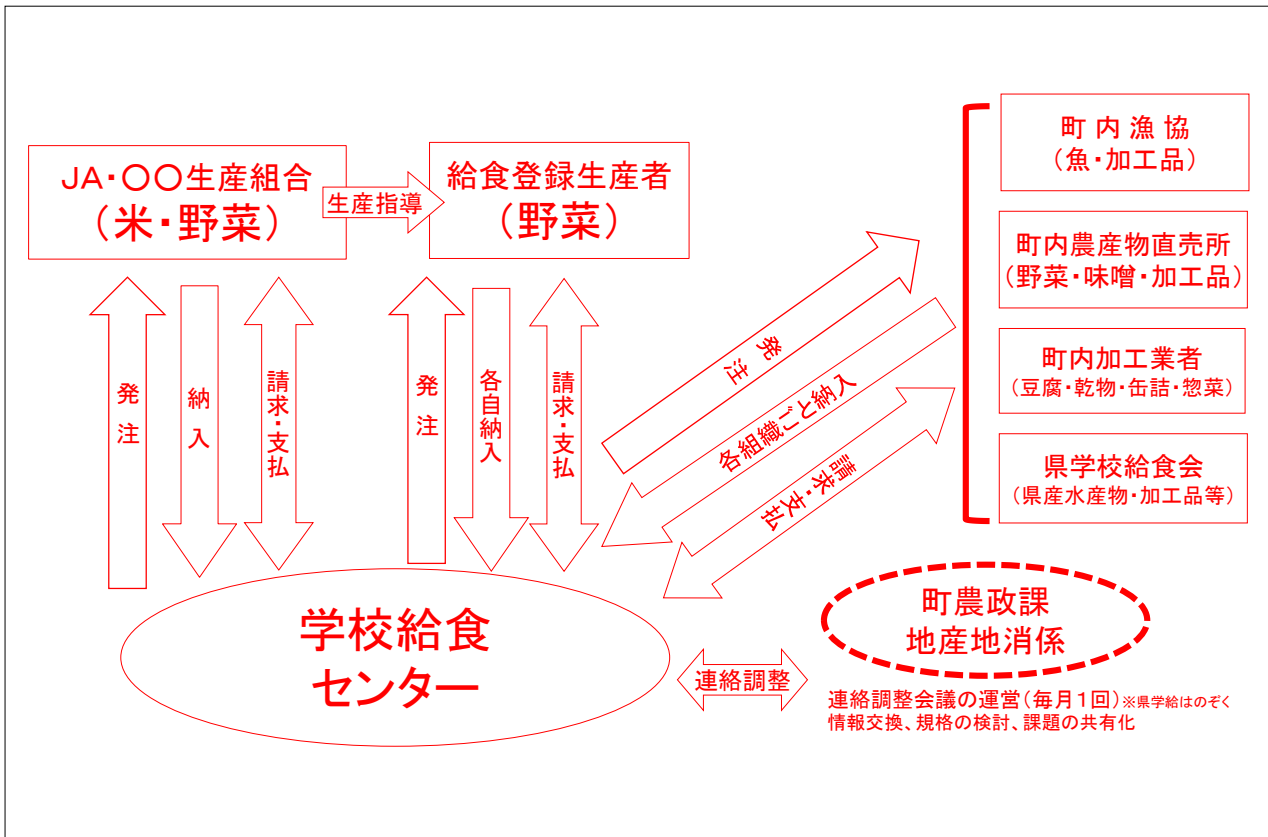 JA・〇〇生産組合
（米・野菜）
生産指導
給食登録生産者
（野菜）
町内漁協
（魚・加工品）
町内農産物直売所
（野菜・味噌・加工品）
町内加工業者
（豆腐・乾物・缶詰・惣菜）
県学校給食会
（県産水産物・加工品等）
発注
納入
請求・支払
発注
各自納入
請求・支払
発注
各組織ごと納入
請求・支払
学校給食
センター
連絡調整
町農政課
地産地消係
連絡調整会議の運営（毎月1回）※県学給はのぞく
情報交換、規格の検討、課題の共有化